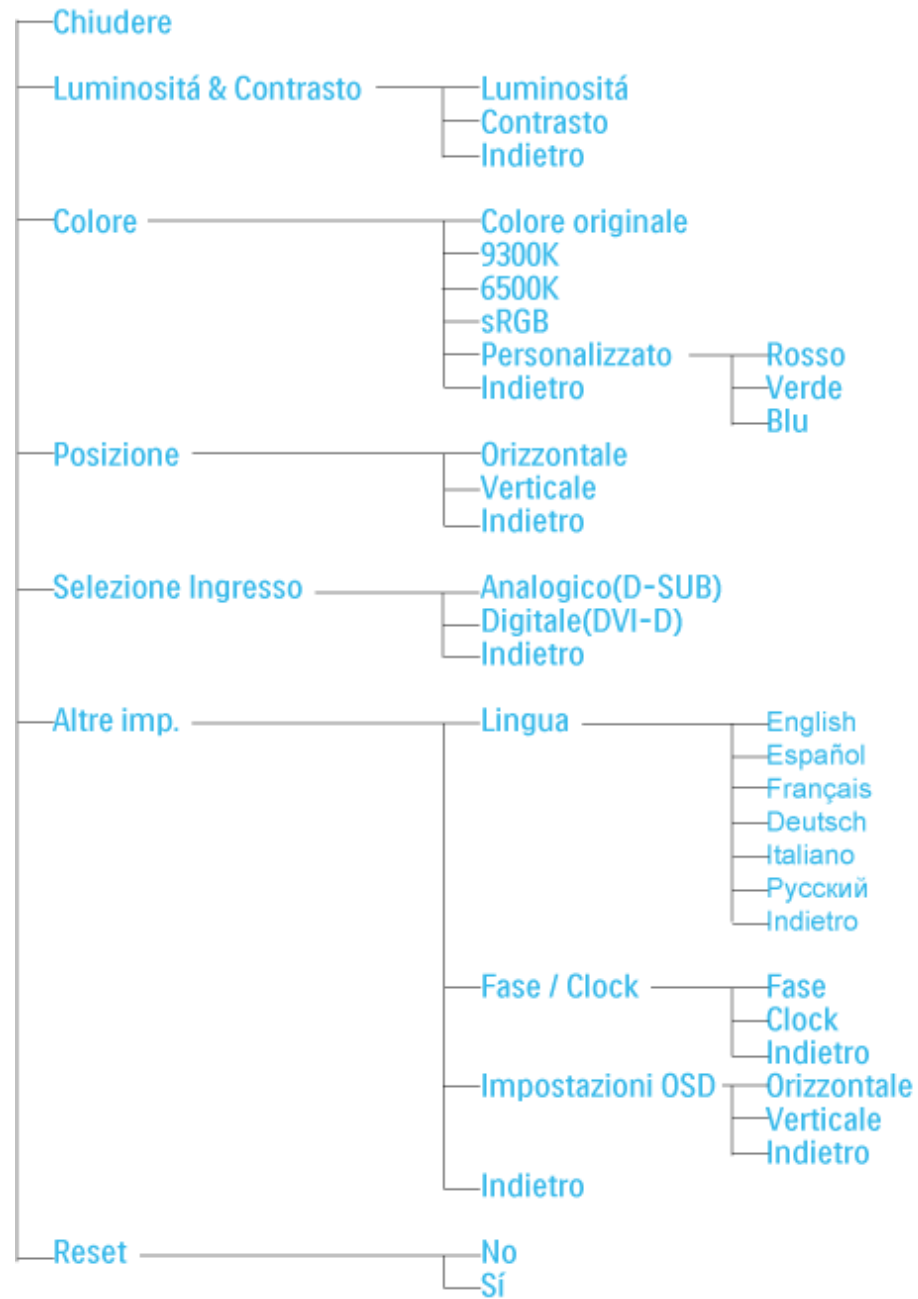 Chiudere
Luminositá & Contrasto Luminositá
Contrasto
Indietro
Colore Colore originale
9300K
6500K
sRGB
Personalizzato Rosso
Indietro Verde
Blu
Posizione Orizzontale
Verticale
Indietro
Selezione Ingresso Analogico(D-SUB)
Digitale(DVI-D)
Indietro
Altre imp. Lingua English
Español
Français
Deutsch
Italiano
Русский
Indietro
Fase / Clock Fase
Clock
Indietro
Impostazioni OSD Orizzontale
Verticale
Indietro
Indietro
Reset No
Sí